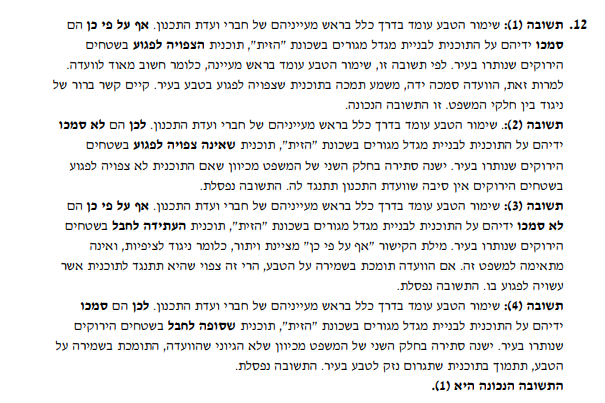 12. תשובה (1): שימור הטבע עומד בדרך כלל בראש מעייניהם של חברי ועדת התכנון. אף על פי כן הם
סמכו ידיהם על התוכנית לבניית מגדל מגורים בשכונת "הזית", תוכנית הצפויה לפגוע בשטחים
הירוקים שנותרו בעיר. לפי תשובה זו, שימור הטבע עומד בראש מעיינה, כלומר חשוב מאוד לוועדה.
למרות זאת, הוועדה סמכה ידה, משמע תמכה בתוכנית שצפויה לפגוע בטבע בעיר. קיים קשר ברור של
ניגוד בין חלקי המשפט. זו התשובה הנכונה.
תשובה (2):. שימור הטבע עומד בדרך כלל בראש מעייניהם של חברי ועדת התכנון. לכן הם לא סמכו
ידיהם על התוכנית לבניית מגדל מגורים בשכונת "הזית", תוכנית שאינה צפויה לפגוע בשטחים
הירוקים שנותרו בעיר. ישנה סתירה בחלק השני של המשפט מכיוון שאם התוכנית לא צפויה לפגוע
בשטחים הירוקים אין סיבה שוועדת התכנון תתנגד לה. התשובה נפסלת.
תשובה (3): שימור הטבע עומד בדרך כלל בראש מעייניהם של חברי ועדת התכנון. אף על פי כן הם
לא סמכו ידיהם על התוכנית לבניית מגדל מגורים בשכונת "הזית", תוכנית העתידה לחבל בשטחים
הירוקים שנותרו בעיר. מילת הקישור "אף על פי כן" מציינת ויתור, כלומר ניגוד לציפיות, ואינה
מתאימה למשפט זה. אם הוועדה תומכת בשמירה על הטבע, הרי זה צפוי שהיא תתנגד לתוכנית אשר
עשויה לפגוע בו. התשובה נפסלת.
תשובה (4): שימור הטבע עומד בדרך כלל בראש מעייניהם של חברי ועדת התכנון. לכן הם סמכו
ידיהם על התוכנית לבניית מגדל מגורים בשכונת "הזית", תוכנית שסופה לחבל בשטחים הירוקים
שנותרו בעיר. ישנה סתירה בחלק השני של המשפט מכיוון שלא הגיוני שהוועדה, התומכת בשמירה על
הטבע, תתמוך בתוכנית שתגרום נזק לטבע בעיר. התשובה נפסלת.
התשובה הנכונה היא (1).